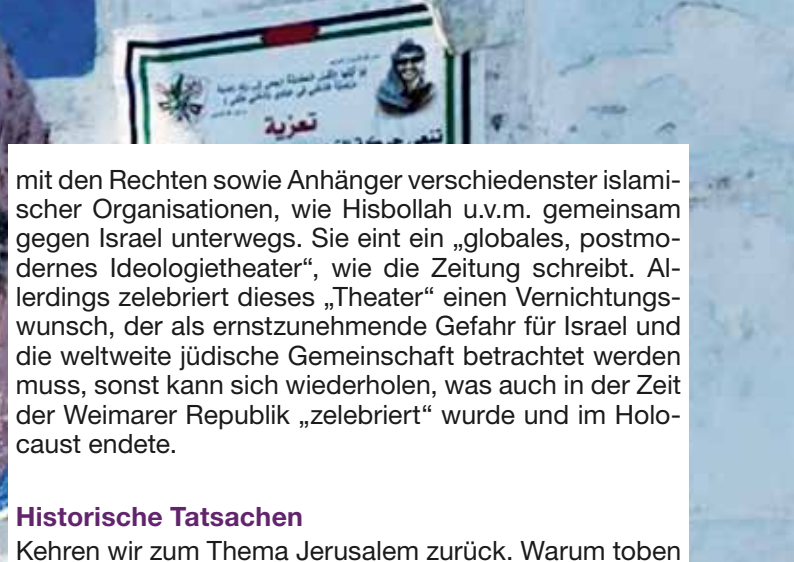 تعزية
mit den Rechten sowie Anhänger verschiedenster islami-
scher Organisationen, wie Hisbollah u.v.m. gemeinsam
gegen Israel unterwegs. Sie eint ein „globales, postmo-
dernes Ideologietheater“, wie die Zeitung schreibt. Al-
lerdings zelebriert dieses „Theater“ einen Vernichtungs-
wunsch, der als ernstzunehmende Gefahr für Israel und
die weltweite jüdische Gemeinschaft betrachtet werden
muss, sonst kann sich wiederholen, was auch in der Zeit
der Weimarer Republik „zelebriert“ wurde und im Holo-
caust endete.
Historische Tatsachen
Kehren wir zum Thema Jerusalem zurück. Warum toben